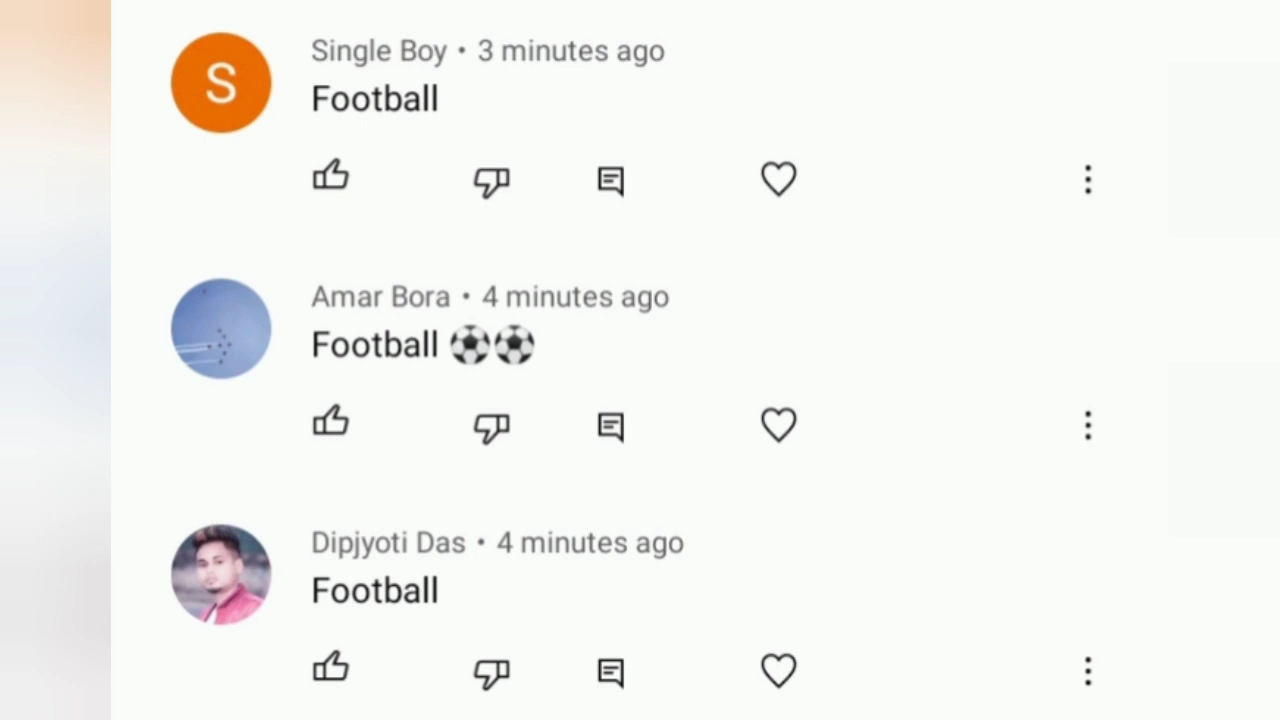 S
Single Boy • 3 minutes ago
Football
Amar Bora • 4 minutes ago
Football ⚽⚽
Dipjyoti Das • 4 minutes ago
Football